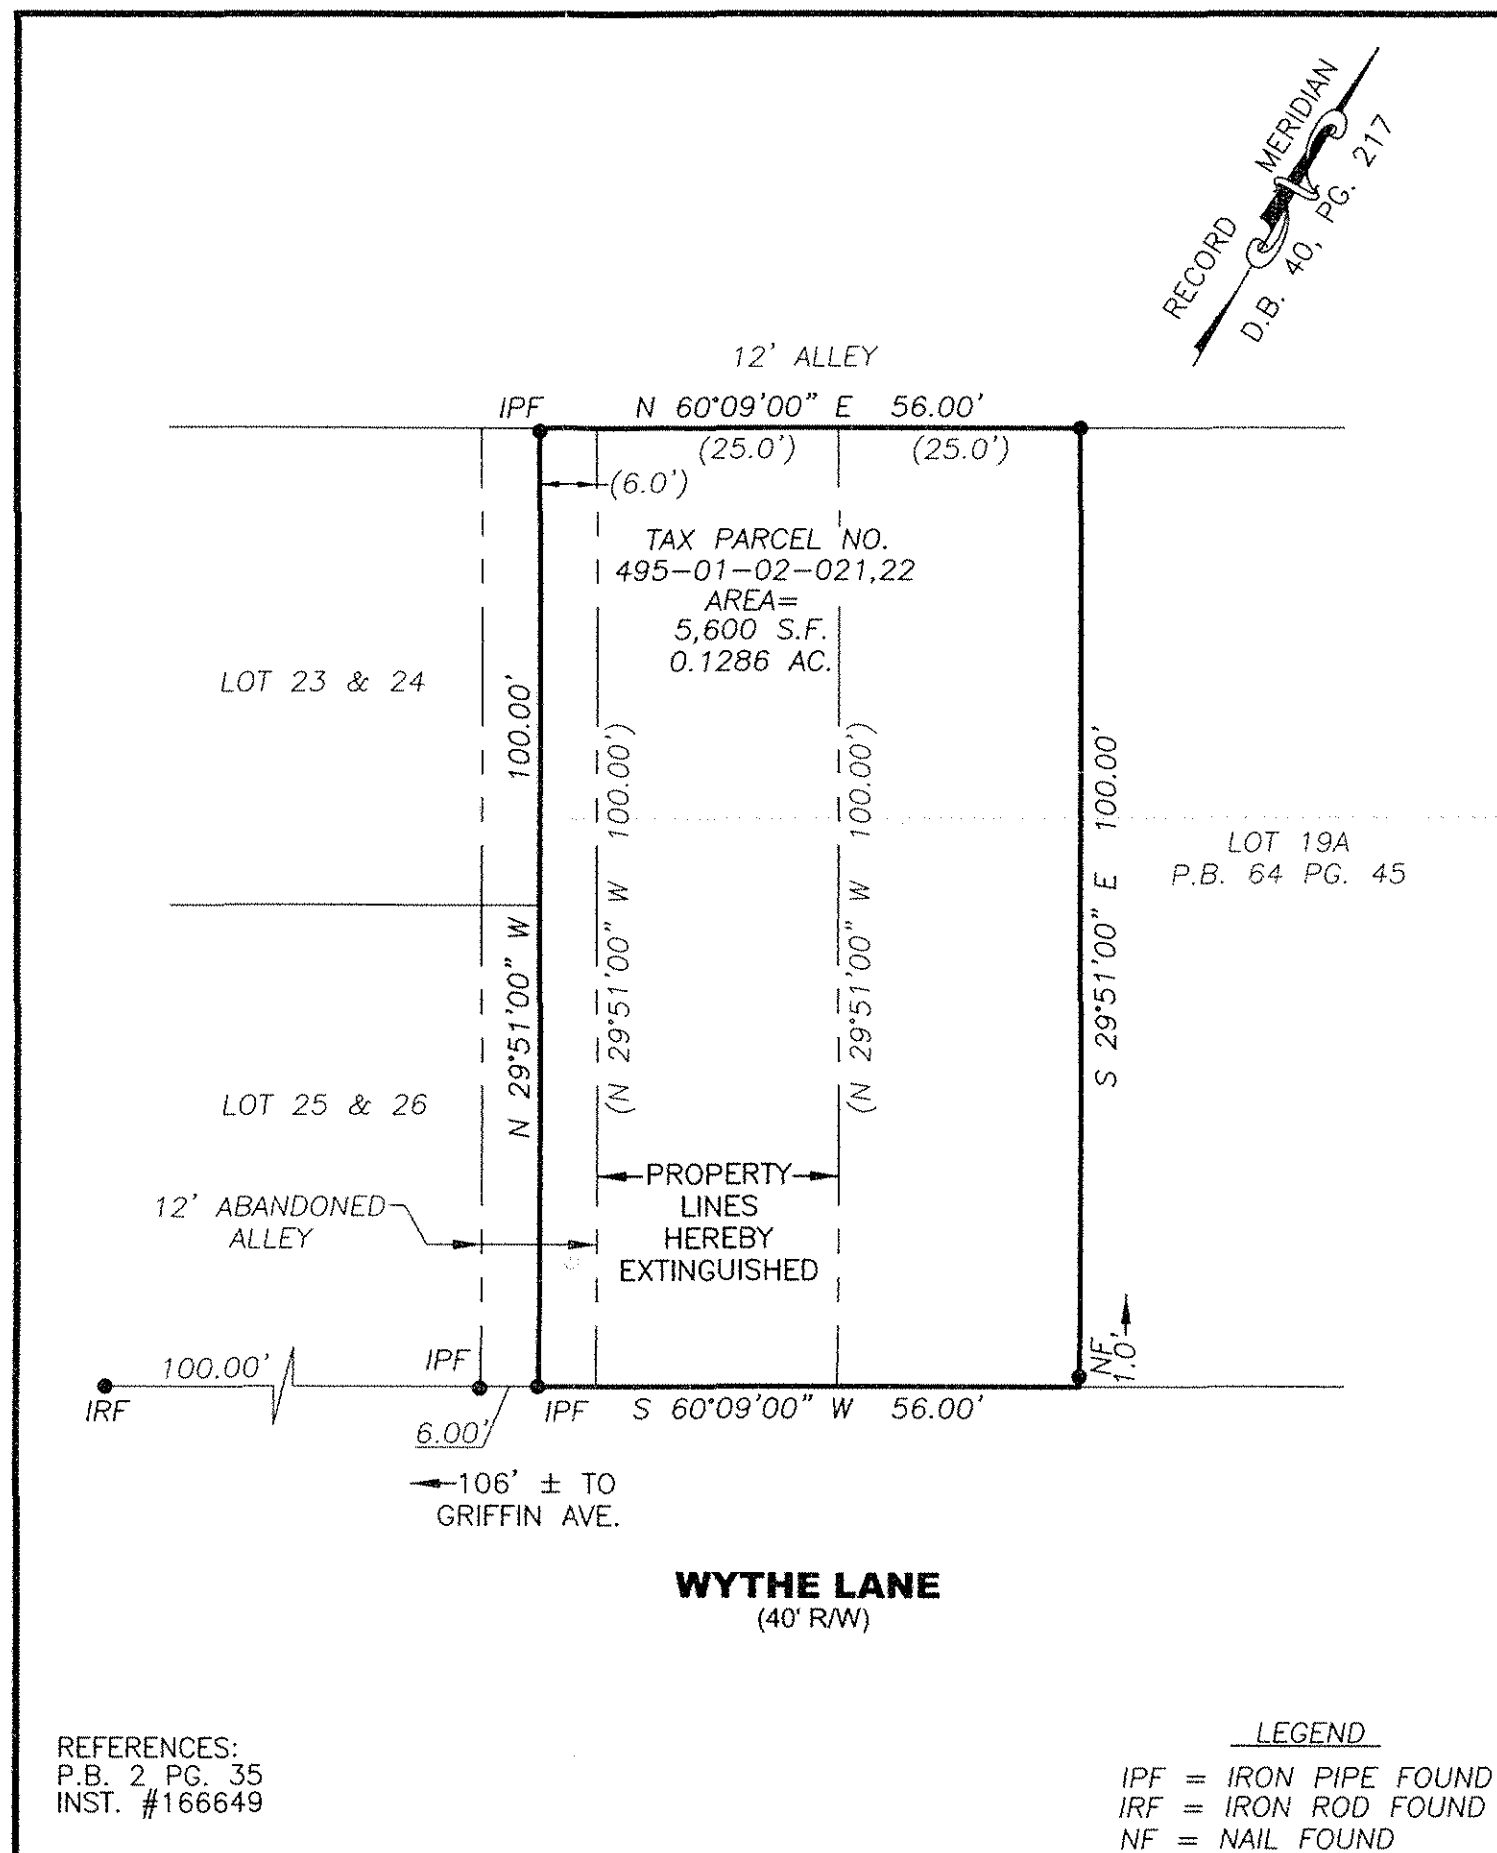 RECORD MERIDIAN
D.B. 40, PG. 217
12' ALLEY
IPF
N 60°09'00" E 56.00'
(25.0')
(25.0')
(6.0')
TAX PARCEL NO.
495-01-02-021,22
AREA=
5,600 S.F.
0.1286 AC.
LOT 23 & 24
N 29°51'00" W 100.00'
(N 29°51'00" W 100.00')
(N 29°51'00" W 100.00')
S 29°51'00" E 100.00'
LOT 19A
P.B. 64 PG. 45
LOT 25 & 26
12' ABANDONED
ALLEY
PROPERTY
LINES
HEREBY
EXTINGUISHED
NF,
1.0'
100.00'
IPF
IRF
IPF
S 60°09'00" W 56.00'
6.00'
106' ± TO
GRIFFIN AVE.
WYTHE LANE
(40' R/W)
REFERENCES:
P.B. 2 PG. 35
INST. #166649
LEGEND
IPF = IRON PIPE FOUND
IRF = IRON ROD FOUND
NF = NAIL FOUND